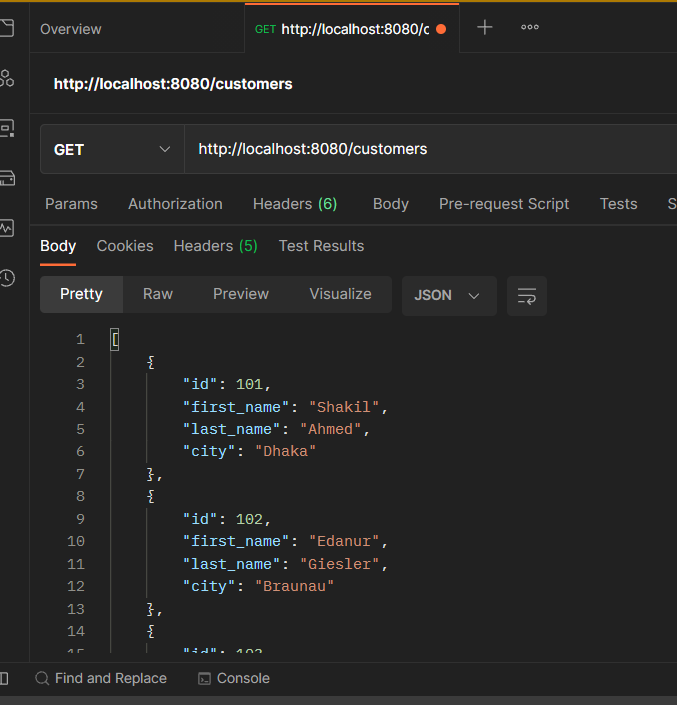 Overview
GET http://localhost:8080/c
http://localhost:8080/customers
GET http://localhost:8080/customers
Params Authorization Headers (6) Body Pre-request Script Tests S
Body Cookies Headers (5) Test Results
Pretty Raw Preview Visualize JSON
1 [
2 {
3 "id": 101,
4 "first_name": "Shakil",
5 "last_name": "Ahmed",
6 "city": "Dhaka"
7 },
8 {
9 "id": 102,
10 "first_name": "Edanur",
11 "last_name": "Giesler",
12 "city": "Braunau"
13 },
14 {
15 "id": 103
Find and Replace Console